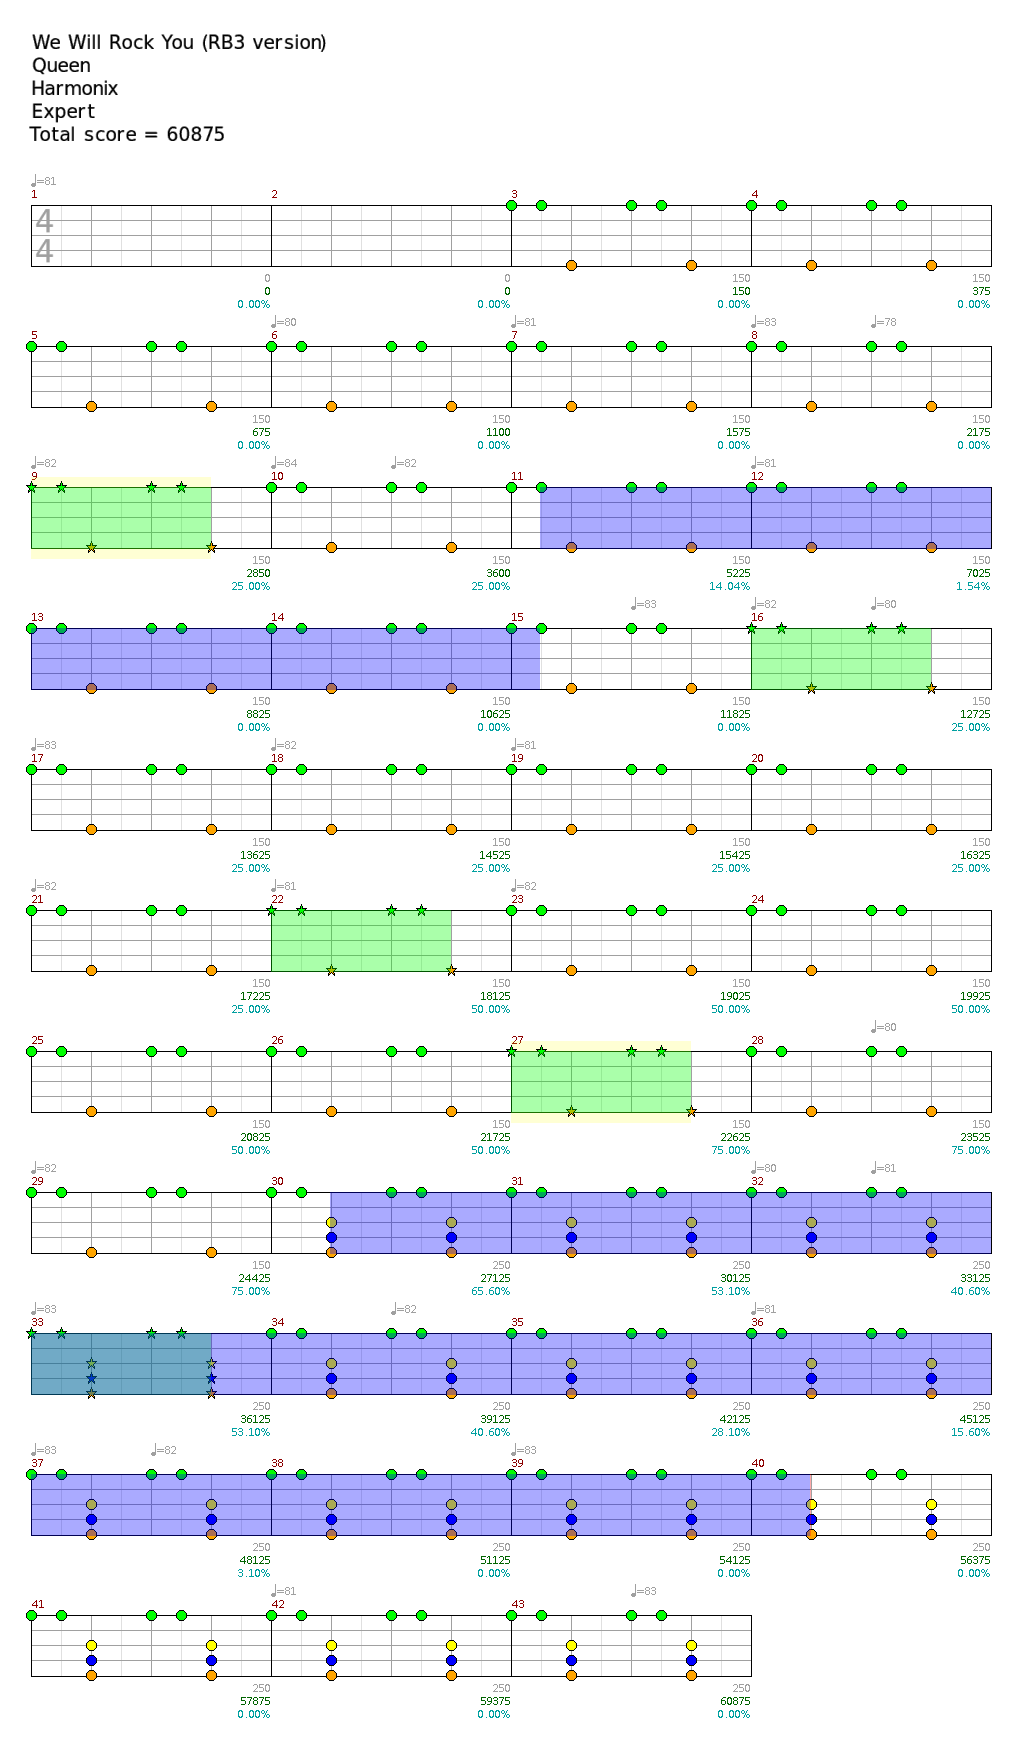 We Will Rock You (RB3 version)
Queen
Harmonix
Expert
Total score = 60875
♩=81
1 2 3 4
4
4
0 0 150 150
0 0 150 375
0.00% 0.00% 0.00% 0.00%
♩=80 ♩=81 ♩=83 ♩=78
5 6 7 8
150 150 150 150
675 1100 1575 2175
0.00% 0.00% 0.00% 0.00%
♩=82 ♩=84 ♩=82 ♩=81
9 10 11 12
150 150 150 150
2850 3600 5225 7025
25.00% 25.00% 14.04% 1.54%
♩=83 ♩=82 ♩=80
13 14 15 16
150 150 150 150
8825 10625 11825 12725
0.00% 0.00% 0.00% 25.00%
♩=83 ♩=82 ♩=81
17 18 19 20
150 150 150 150
13625 14525 15425 16325
25.00% 25.00% 25.00% 25.00%
♩=82 ♩=81 ♩=82
21 22 23 24
150 150 150 150
17225 18125 19025 19925
25.00% 50.00% 50.00% 50.00%
♩=80
25 26 27 28
150 150 150 150
20825 21725 22625 23525
50.00% 50.00% 75.00% 75.00%
♩=82 ♩=80 ♩=81
29 30 31 32
150 250 250 250
24425 27125 30125 33125
75.00% 65.60% 53.10% 40.60%
♩=83 ♩=82 ♩=81
33 34 35 36
250 250 250 250
36125 39125 42125 45125
53.10% 40.60% 28.10% 15.60%
♩=83 ♩=82 ♩=83
37 38 39 40
250 250 250 250
48125 51125 54125 56375
3.10% 0.00% 0.00% 0.00%
♩=81 ♩=83
41 42 43
250 250 250
57875 59375 60875
0.00% 0.00% 0.00%